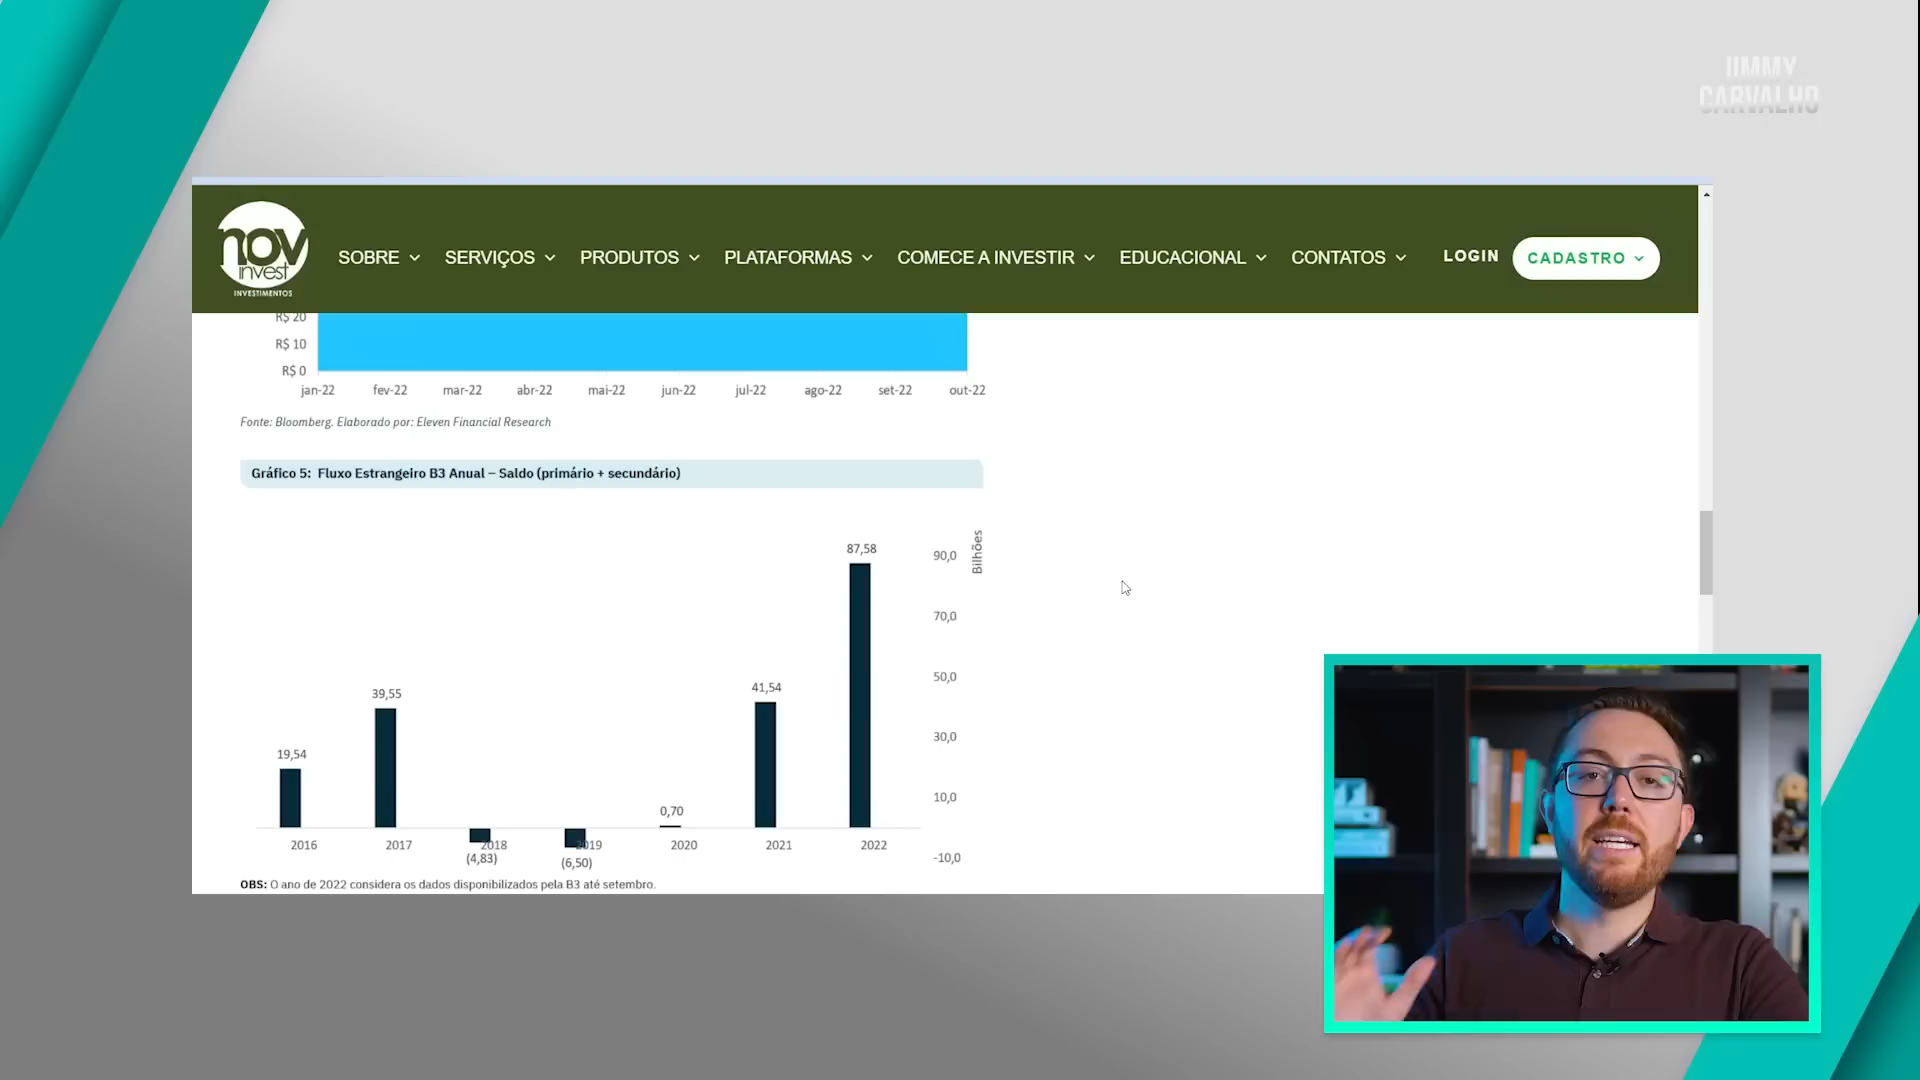 JIMMY
CARVALHO
nov
invest
INVESTIMENTOS
SOBRE
SERVIÇOS
PRODUTOS
PLATAFORMAS
COMECE A INVESTIR
EDUCACIONAL
CONTATOS
LOGIN
CADASTRO
R$ 20
R$ 10
R$ 0
jan-22 fev-22 mar-22 abr-22 mai-22 jun-22 jul-22 ago-22 set-22 out-22
Fonte: Bloomberg. Elaborado por: Eleven Financial Research
Gráfico 5: Fluxo Estrangeiro B3 Anual – Saldo (primário + secundário)
Bilhões
90,0
70,0
50,0
30,0
10,0
-10,0
19,54
39,55
(4,83)
(6,50)
0,70
41,54
87,58
2016 2017 2018 2019 2020 2021 2022
OBS: O ano de 2022 considera os dados disponibilizados pela B3 até setembro.